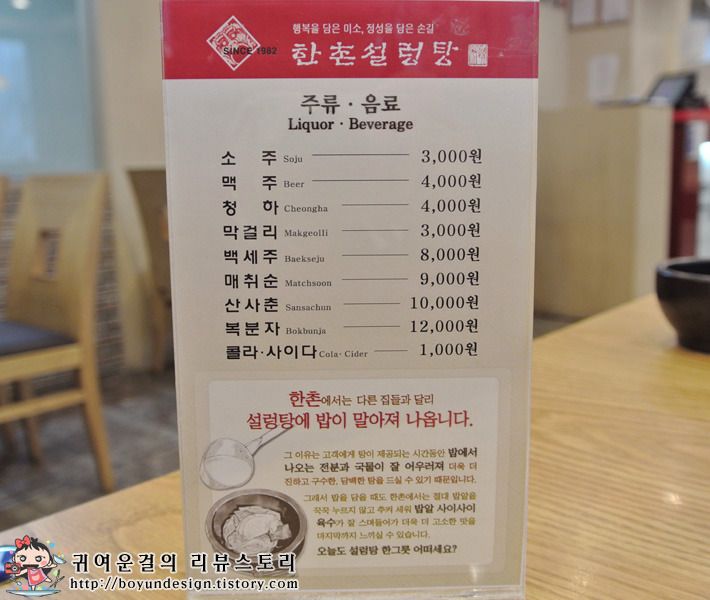 행복을 담은 미소, 정성을 담은 손길
SINCE 1982
한촌설렁탕
주류 · 음료
Liquor · Beverage
소 주 Soju 3,000원
맥 주 Beer 4,000원
청 하 Cheongha 4,000원
막걸리 Makgeolli 3,000원
백세주 Baekseju 8,000원
매취순 Matchsoon 9,000원
산사춘 Sansachun 10,000원
복분자 Bokbunja 12,000원
콜라·사이다 Cola· Cider 1,000원
한촌에서는 다른 집들과 달리
설렁탕에 밥이 말아져 나옵니다.
그 이유는 고객에게 탕이 제공되는 시간동안 밥에서
나오는 전분과 국물이 잘 어우러져 더욱 더
진하고 구수한, 담백한 탕을 드실 수 있기 때문입니다.
그래서 밥을 담을 때도 한촌에서는 절대 밥알을
꾹꾹 누르지 않고 추켜 세워 밥알 사이사이
육수가 잘 스며들어가 더욱 더 고소한 맛을
마지막까지 느끼실 수 있습니다.
오늘도 설렁탕 한그릇 어떠세요?
귀여운걸의 리뷰스토리
http://boyundesign.tistory.com